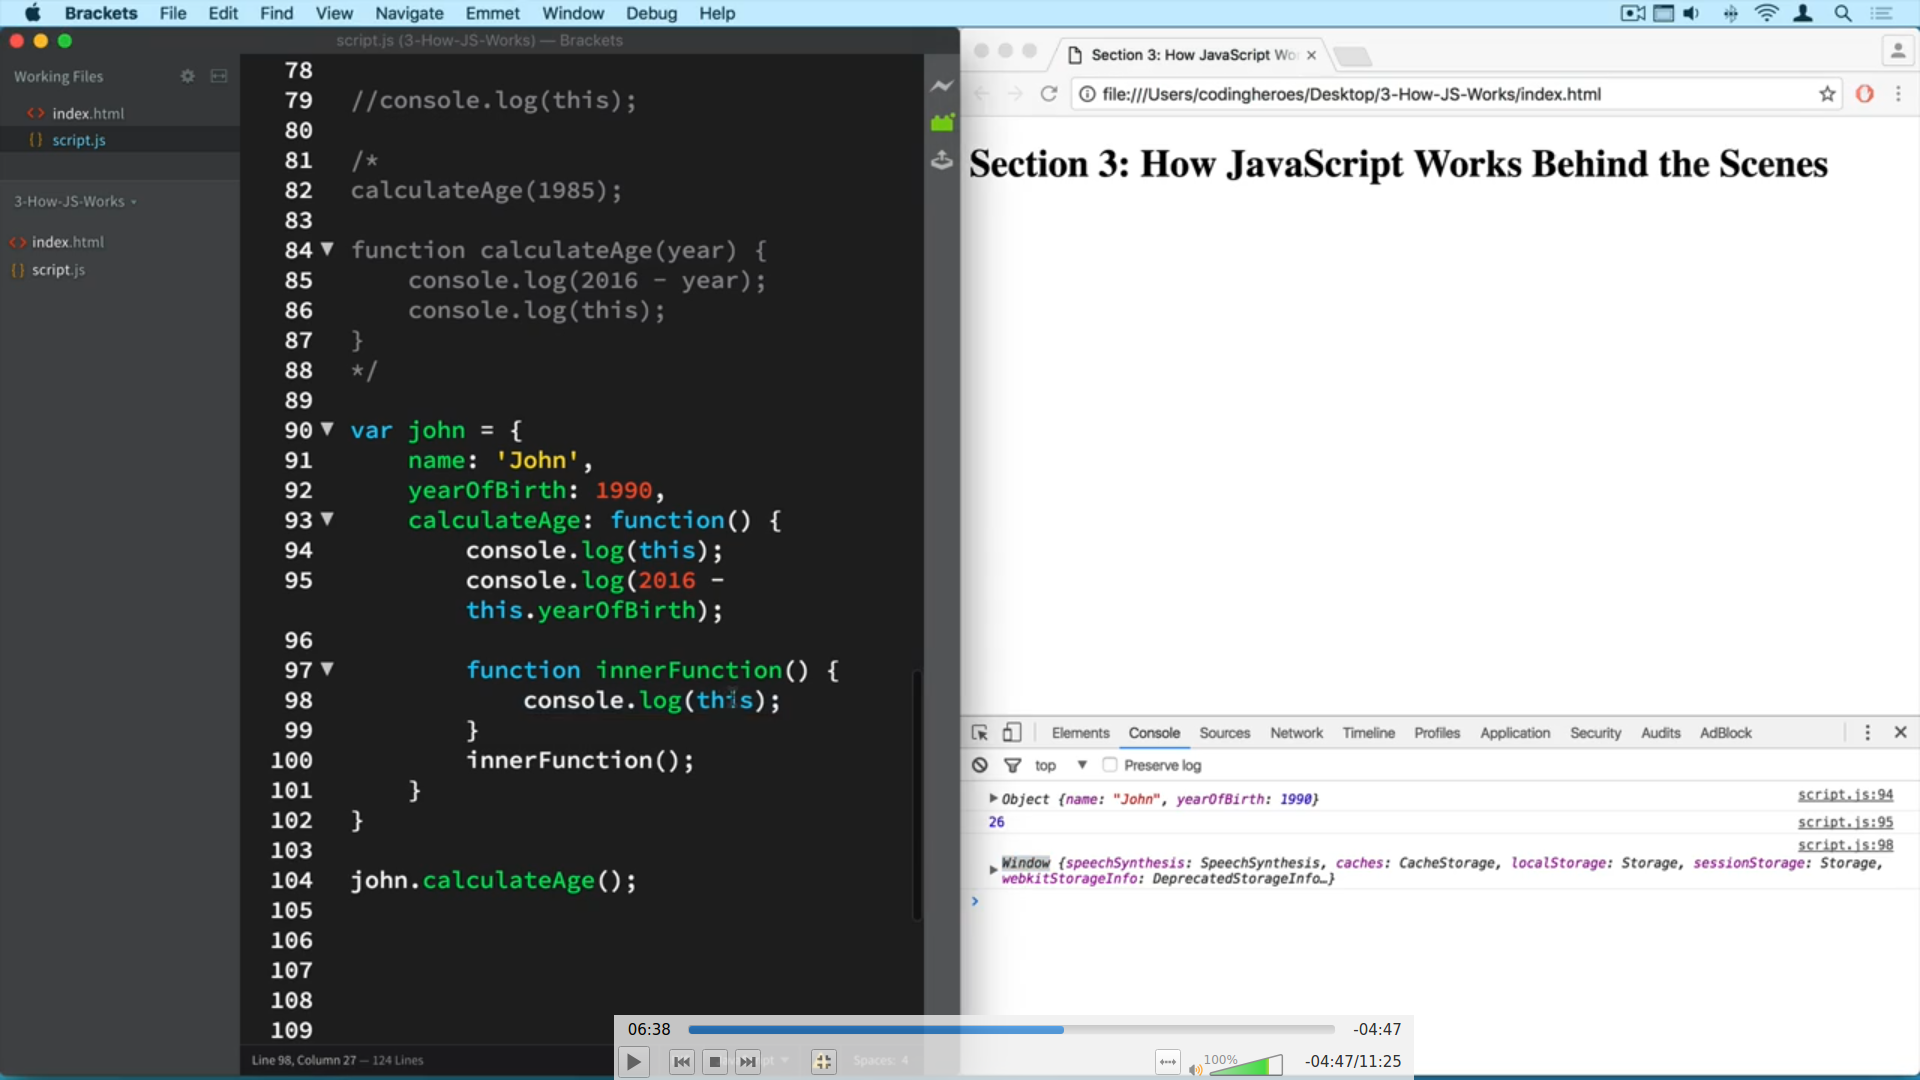 Brackets File Edit Find View Navigate Emmet Window Debug Help
script.js (3-How-JS-Works) — Brackets
Working Files
<> index.html
{} script.js
3-How-JS-Works
<> index.html
{} script.js
78
79 //console.log(this);
80
81 /*
82 calculateAge(1985);
83
84 function calculateAge(year) {
85 console.log(2016 - year);
86 console.log(this);
87 }
88 */
89
90 var john = {
91 name: 'John',
92 yearOfBirth: 1990,
93 calculateAge: function() {
94 console.log(this);
95 console.log(2016 -
this.yearOfBirth);
96
97 function innerFunction() {
98 console.log(this);
99 }
100 innerFunction();
101 }
102 }
103
104 john.calculateAge();
105
106
107
108
109
Line 98, Column 27 — 124 Lines
Spaces: 4
Section 3: How JavaScript Wo
file:///Users/codingheroes/Desktop/3-How-JS-Works/index.html
Section 3: How JavaScript Works Behind the Scenes
Elements Console Sources Network Timeline Profiles Application Security Audits AdBlock
top Preserve log
Object {name: "John", yearOfBirth: 1990} script.js:94
26 script.js:95
script.js:98
Window {speechSynthesis: SpeechSynthesis, caches: CacheStorage, localStorage: Storage, sessionStorage: Storage,
webkitStorageInfo: DeprecatedStorageInfo…}
06:38 -04:47
100% -04:47/11:25